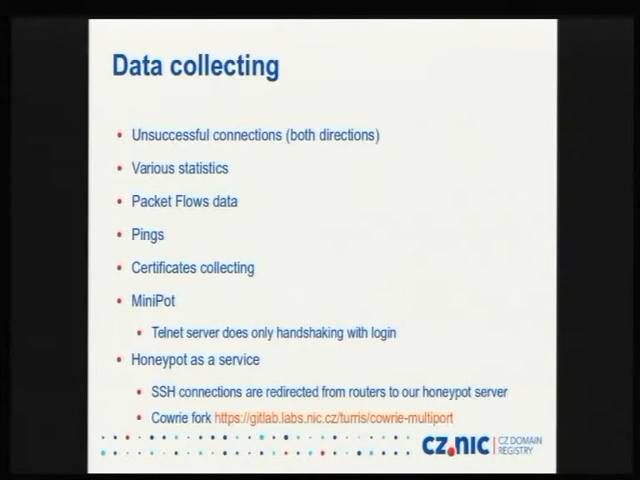 Data collecting
Unsuccessful connections (both directions)
Various statistics
Packet Flows data
Pings
Certificates collecting
MiniPot
Telnet server does only handshaking with login
Honeypot as a service
SSH connections are redirected from routers to our honeypot server
Cowrie fork https://gitlab.labs.nic.cz/turris/cowrie-multiport
CZ.NIC | CZ DOMAIN
REGISTRY